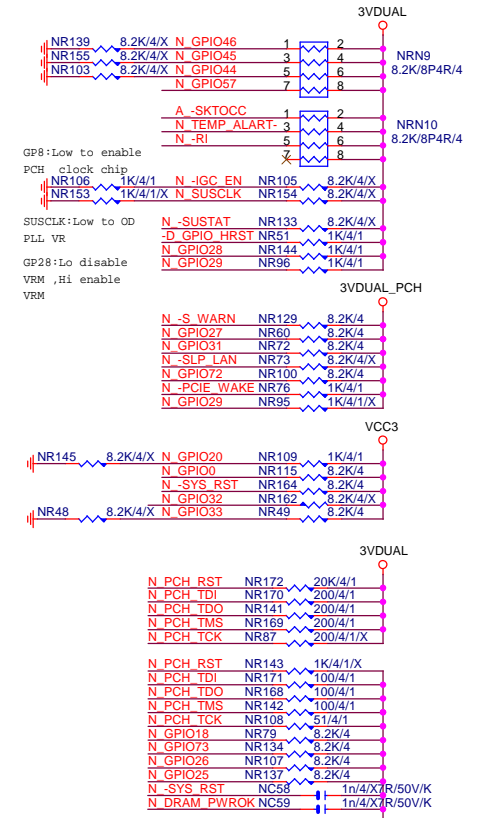 3VDUAL
NR139 8.2K/4/X N_GPIO46 1 2
NR155 8.2K/4/X N_GPIO45 3 4 NRN9
NR103 8.2K/4/X N_GPIO44 5 6 8.2K/8P4R/4
N_GPIO57 7 8
A_-SKTOCC 1 2
N_TEMP_ALART- 3 4 NRN10
N_-RI 5 6 8.2K/8P4R/4
7 8
GP8:Low to enable
PCH clock chip
NR106 1K/4/1 N_-IGC_EN NR105 8.2K/4/X
NR153 1K/4/1/X N_SUSCLK NR154 8.2K/4/X
SUSCLK:Low to OD
PLL VR
N_-SUSTAT NR133 8.2K/4/X
-D_GPIO_HRST NR51 1K/4/1
N_GPIO28 NR144 1K/4/1
N_GPIO29 NR96 1K/4/1
GP28:Lo disable
VRM ,Hi enable
VRM
3VDUAL_PCH
N_-S_WARN NR129 8.2K/4
N_GPIO27 NR60 8.2K/4
N_GPIO31 NR72 8.2K/4
N_-SLP_LAN NR73 8.2K/4/X
N_GPIO72 NR100 8.2K/4
N_-PCIE_WAKE NR76 1K/4/1
N_GPIO29 NR95 1K/4/1/X
VCC3
NR145 8.2K/4/X N_GPIO20 NR109 1K/4/1
N_GPIO0 NR115 8.2K/4
N_-SYS_RST NR164 8.2K/4
N_GPIO32 NR162 8.2K/4/X
NR48 8.2K/4/X N_GPIO33 NR49 8.2K/4
3VDUAL
N_PCH_RST NR172 20K/4/1
N_PCH_TDI NR170 200/4/1
N_PCH_TDO NR141 200/4/1
N_PCH_TMS NR169 200/4/1
N_PCH_TCK NR87 200/4/1/X
N_PCH_RST NR143 1K/4/1/X
N_PCH_TDI NR171 100/4/1
N_PCH_TDO NR168 100/4/1
N_PCH_TMS NR142 100/4/1
N_PCH_TCK NR108 51/4/1
N_GPIO18 NR79 8.2K/4
N_GPIO73 NR134 8.2K/4
N_GPIO26 NR107 8.2K/4
N_GPIO25 NR137 8.2K/4
N_-SYS_RST NC58 1n/4/X7R/50V/K
N_DRAM_PWROK NC59 1n/4/X7R/50V/K